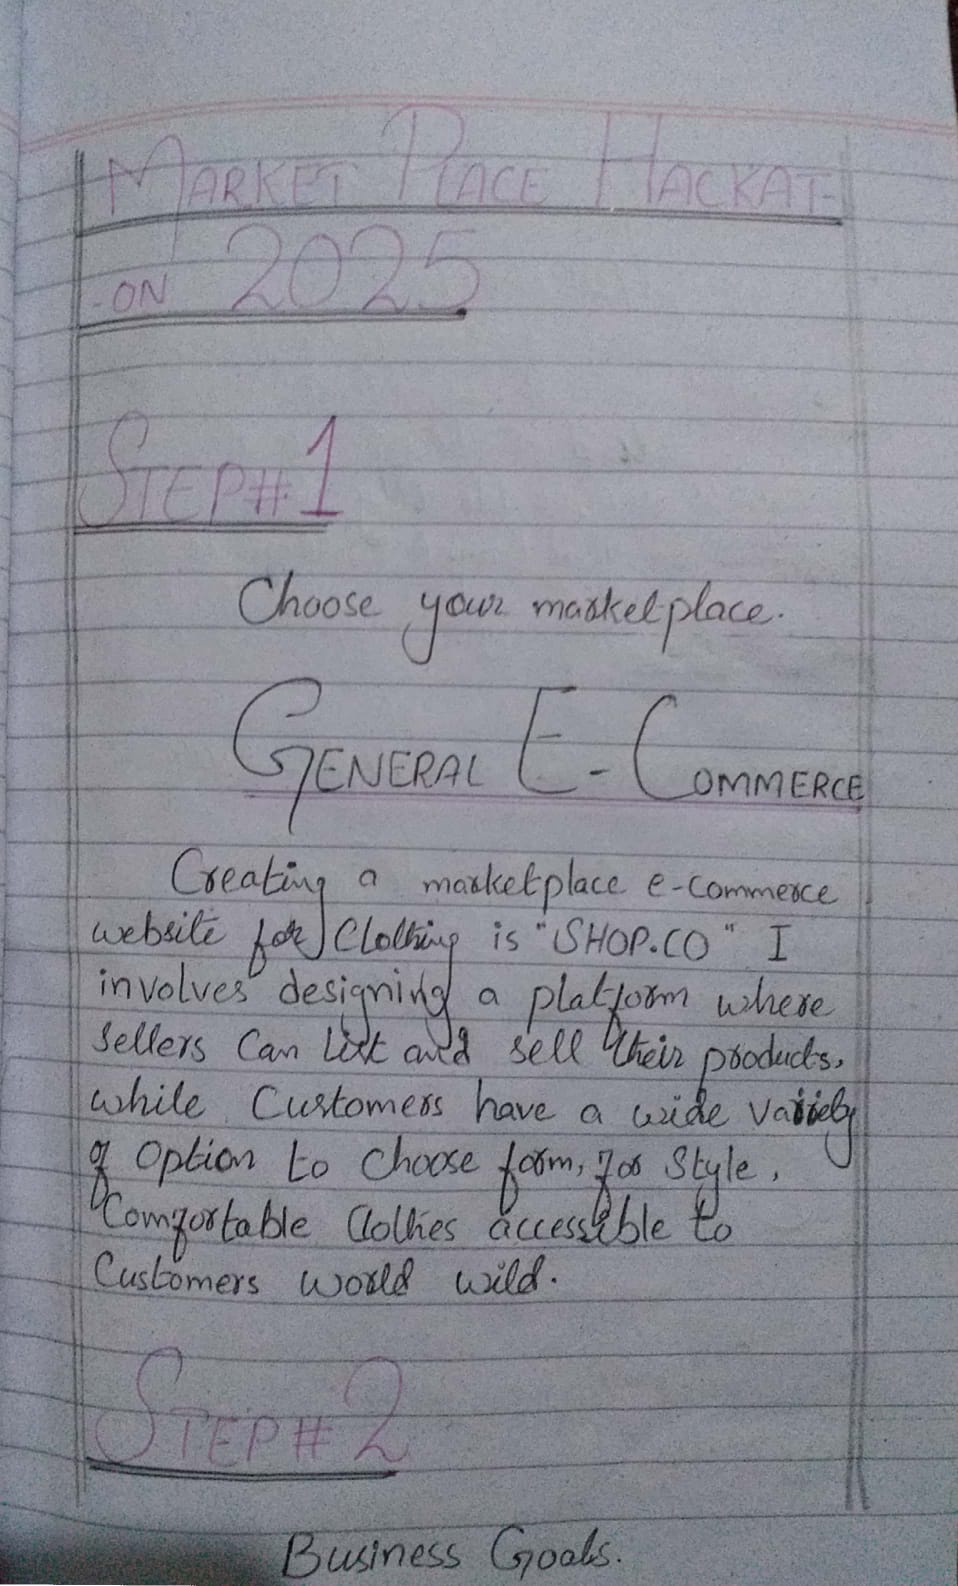 MARKET PLACE HACKAT-
-ON 2025.
STEP#1
Choose your marketplace.
GENERAL E-COMMERCE
Creating a marketplace e-commerce
website for Clothing is "SHOP.CO" I
involves designing a platform where
sellers can list and sell their products,
while Customers have a wide variety
of option to choose form, for style,
Comfortable Clothes accessible to
Customers world wild.
STEP#2
Business Goals.